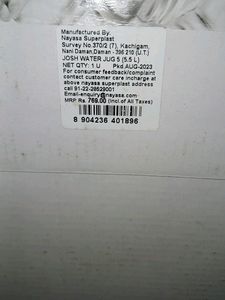 Manufactured By:
Nayasa Superplast
Survey No.370/2 (7), Kachigam,
Nani Daman,Daman - 396 210 (U.T.)
JOSH WATER JUG 5 (5.5 L)
NET QTY: 1 U Pkd.AUG-2023
For consumer feedback/complaint
contact customer care incharge at
above nayasa superplast address
call 91-22-28529001
Email-enquiry@nayasa.com
MRP Rs. 769.00 (Incl.of All Taxes)
8 904236 401896